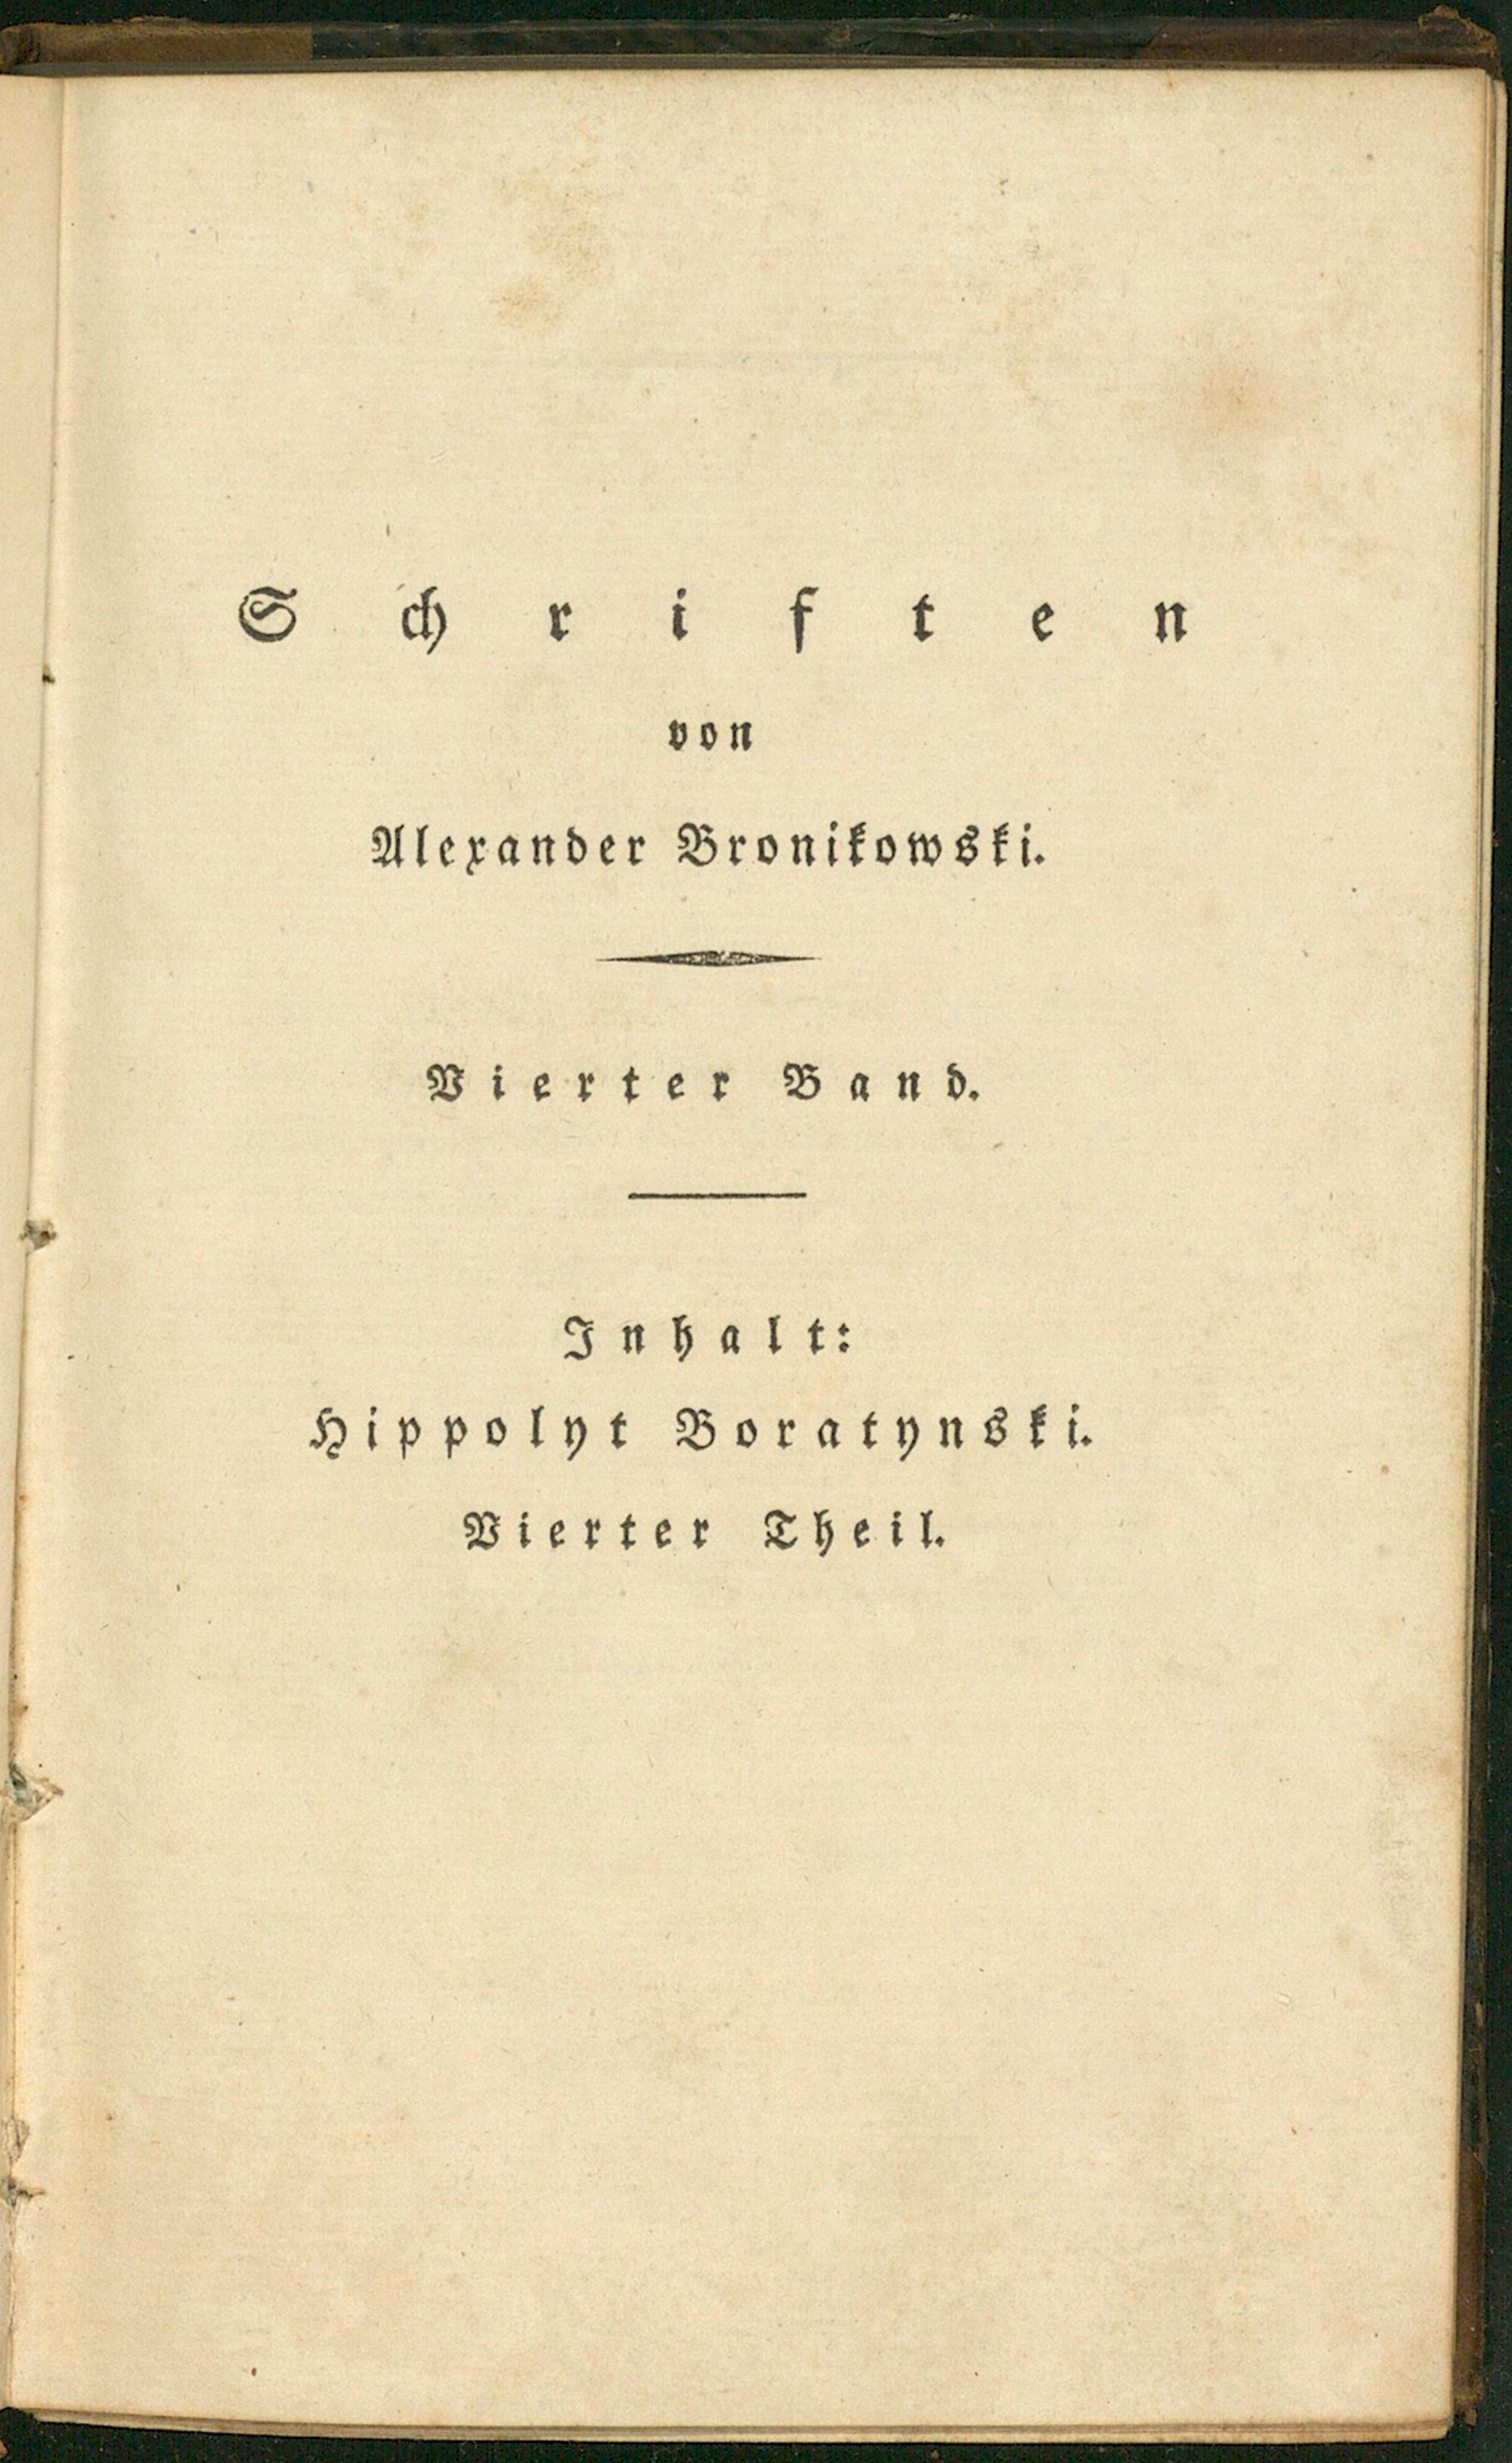 Schriften
von
Alexander Bronikowski.
Vierter Band.
Inhalt:
Hippolyt Boratynski.
Vierter Theil.